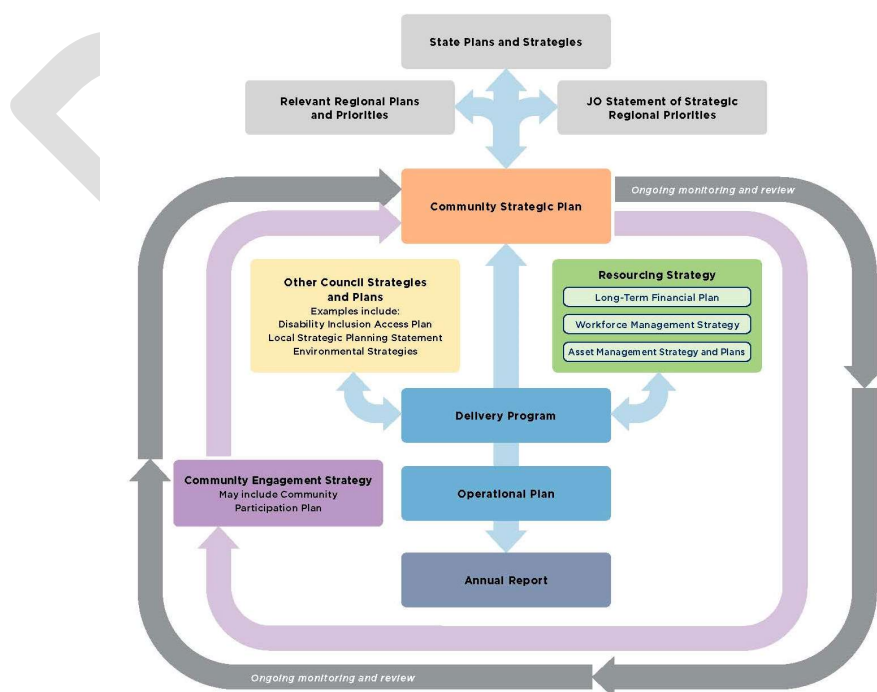 State Plans and Strategies
Relevant Regional Plans
and Priorities
JO Statement of Strategic
Regional Priorities
Community Strategic Plan
Ongoing monitoring and review
Other Council Strategies
and Plans
Examples include:
Disability Inclusion Access Plan
Local Strategic Planning Statement
Environmental Strategies
Resourcing Strategy
Long-Term Financial Plan
Workforce Management Strategy
Asset Management Strategy and Plans
Delivery Program
Community Engagement Strategy
May include Community
Participation Plan
Operational Plan
Annual Report
Ongoing monitoring and review